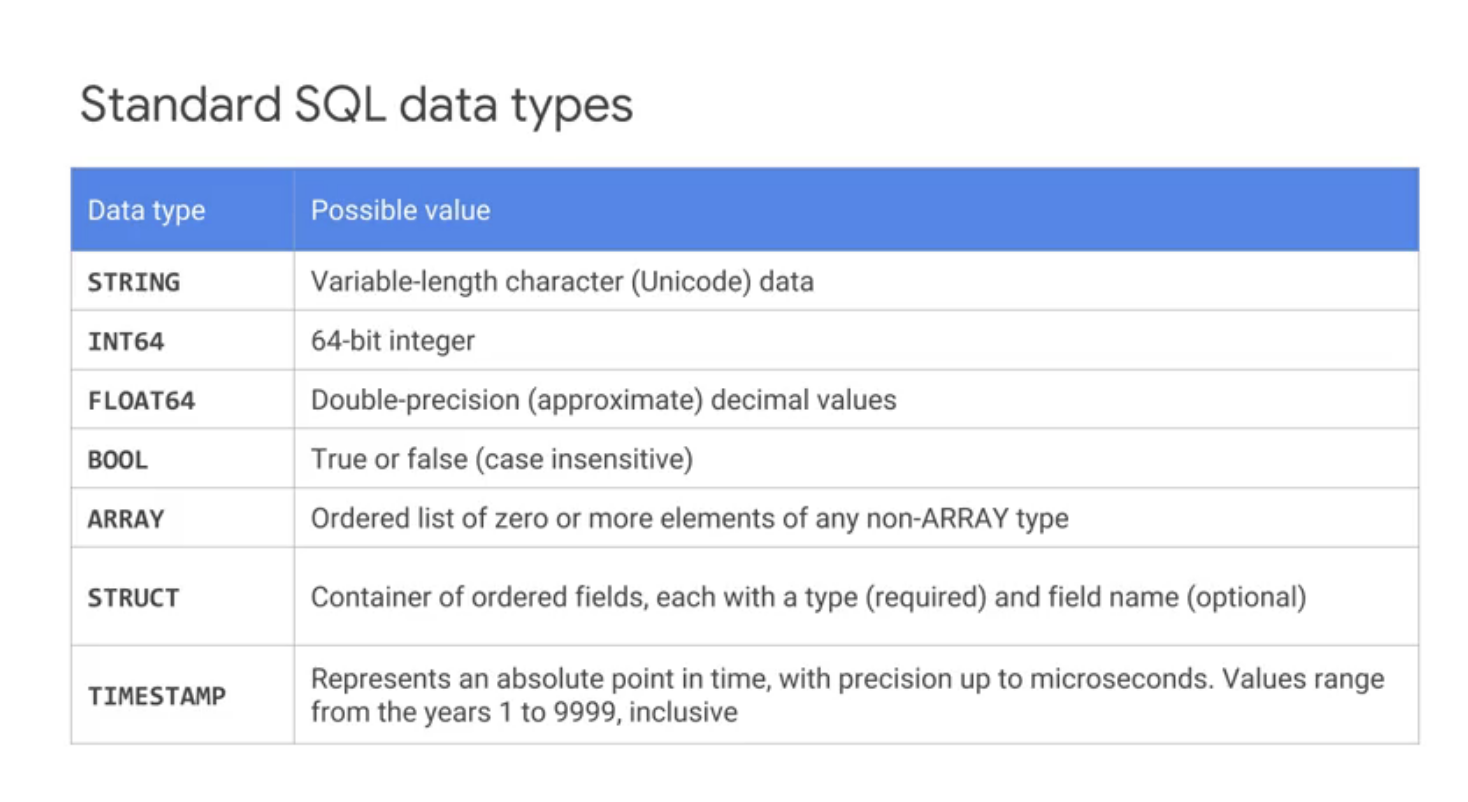 Standard SQL data types
Data type
Possible value
STRING
Variable-length character (Unicode) data
INT64
64-bit integer
FLOAT64
Double-precision (approximate) decimal values
BOOL
True or false (case insensitive)
ARRAY
Ordered list of zero or more elements of any non-ARRAY type
STRUCT
Container of ordered fields, each with a type (required) and field name (optional)
TIMESTAMP
Represents an absolute point in time, with precision up to microseconds. Values range
from the years 1 to 9999, inclusive